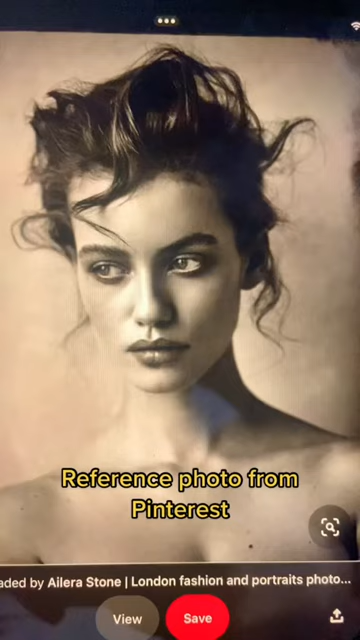 Reference photo from
Pinterest
aded by Ailera Stone | London fashion and portraits photo...
View
Save